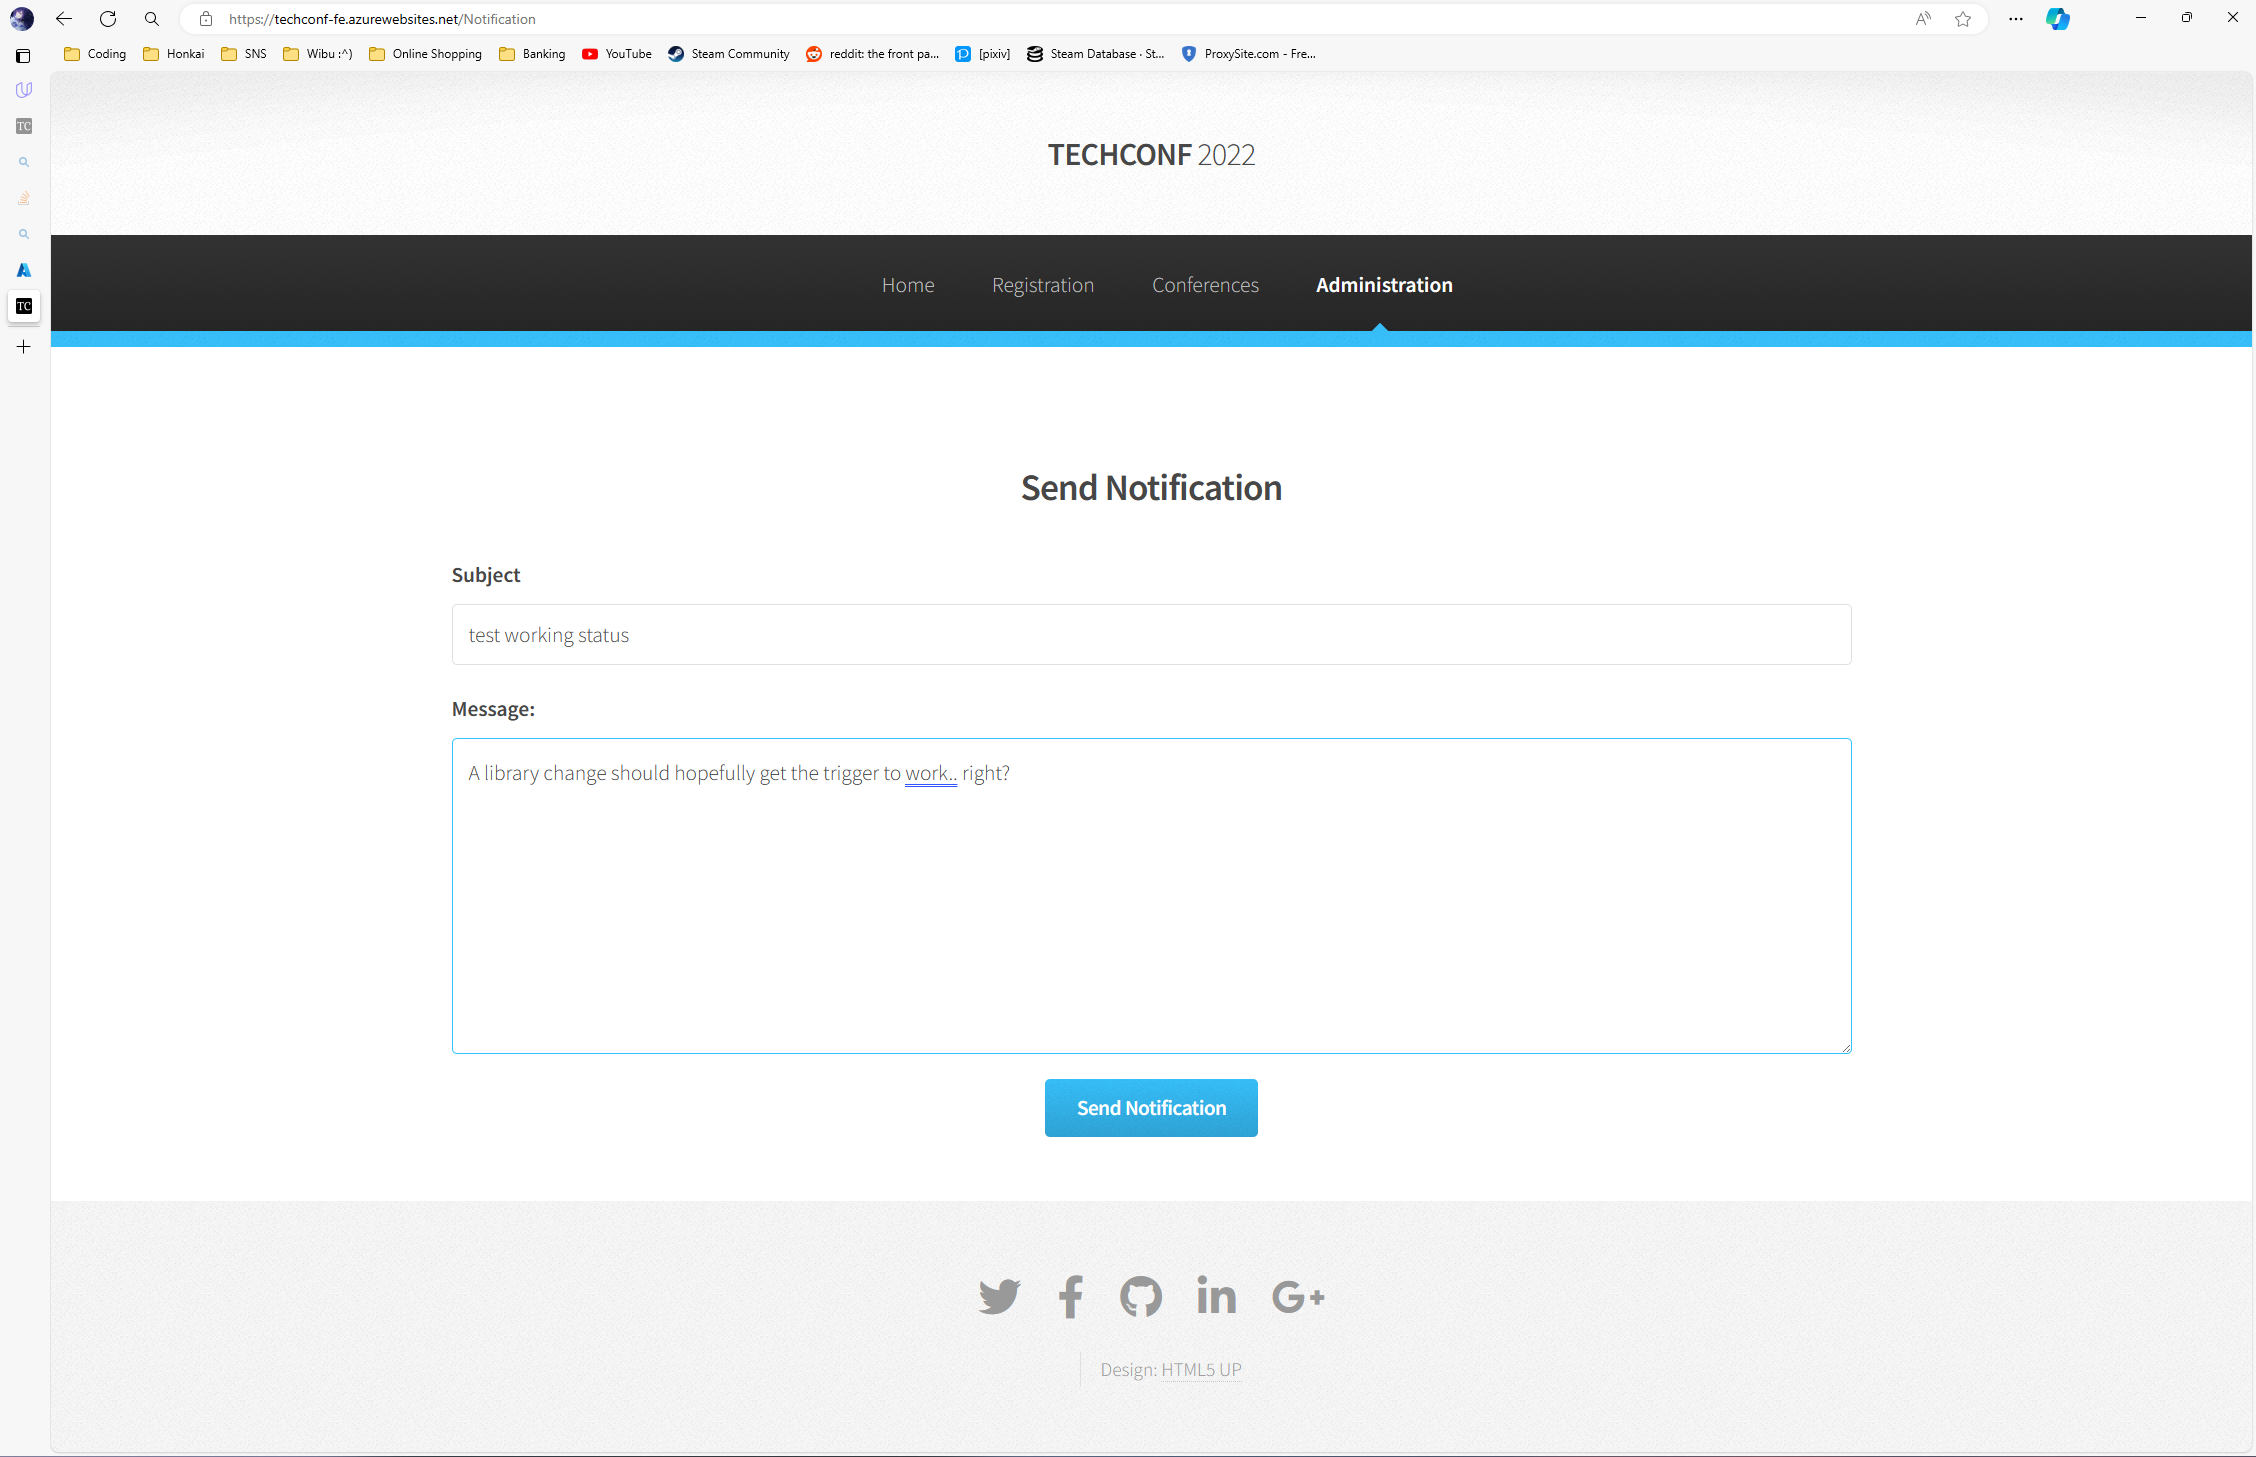 https://techconf-fe.azurewebsites.net/Notification
Coding Honkai SNS Wibu :^) Online Shopping Banking YouTube Steam Community reddit: the front pa... [pixiv] Steam Database · St... ProxySite.com - Fre...
TC
TECHCONF 2022
Home Registration Conferences Administration
TC
Send Notification
Subject
test working status
Message:
A library change should hopefully get the trigger to work.. right?
Send Notification
Design: HTML5 UP